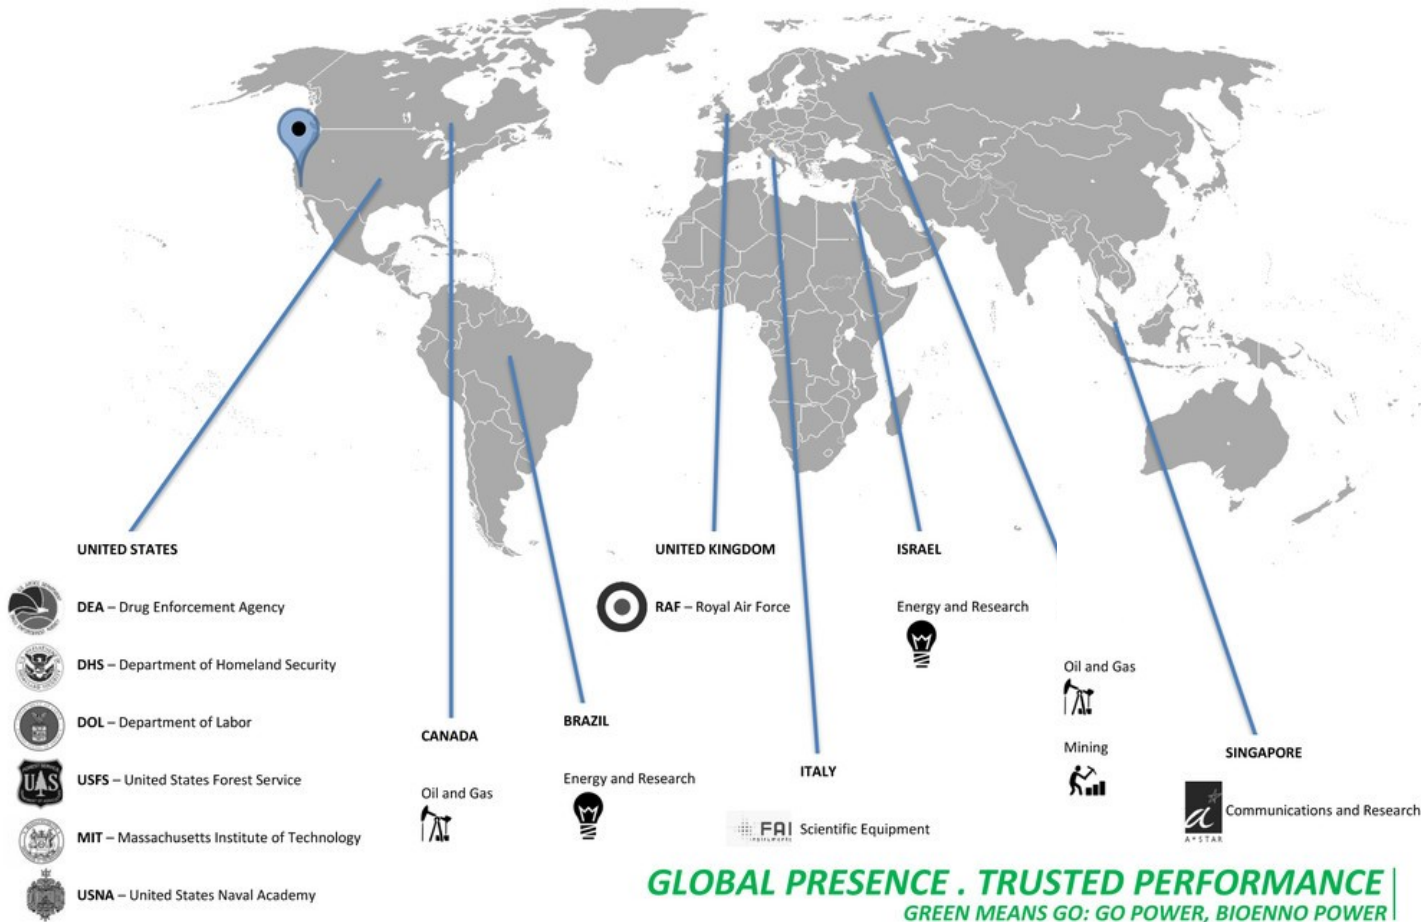 UNITED STATES
DEA – Drug Enforcement Agency
DHS – Department of Homeland Security
DOL – Department of Labor
UAS
USFS – United States Forest Service
MIT – Massachusetts Institute of Technology
USNA – United States Naval Academy
CANADA
Oil and Gas
BRAZIL
Energy and Research
UNITED KINGDOM
RAF – Royal Air Force
ITALY
FAI Scientific Equipment
ISRAEL
Energy and Research
Oil and Gas
Mining
SINGAPORE
a
A*STAR
Communications and Research
GLOBAL PRESENCE . TRUSTED PERFORMANCE
GREEN MEANS GO: GO POWER, BIOENNO POWER